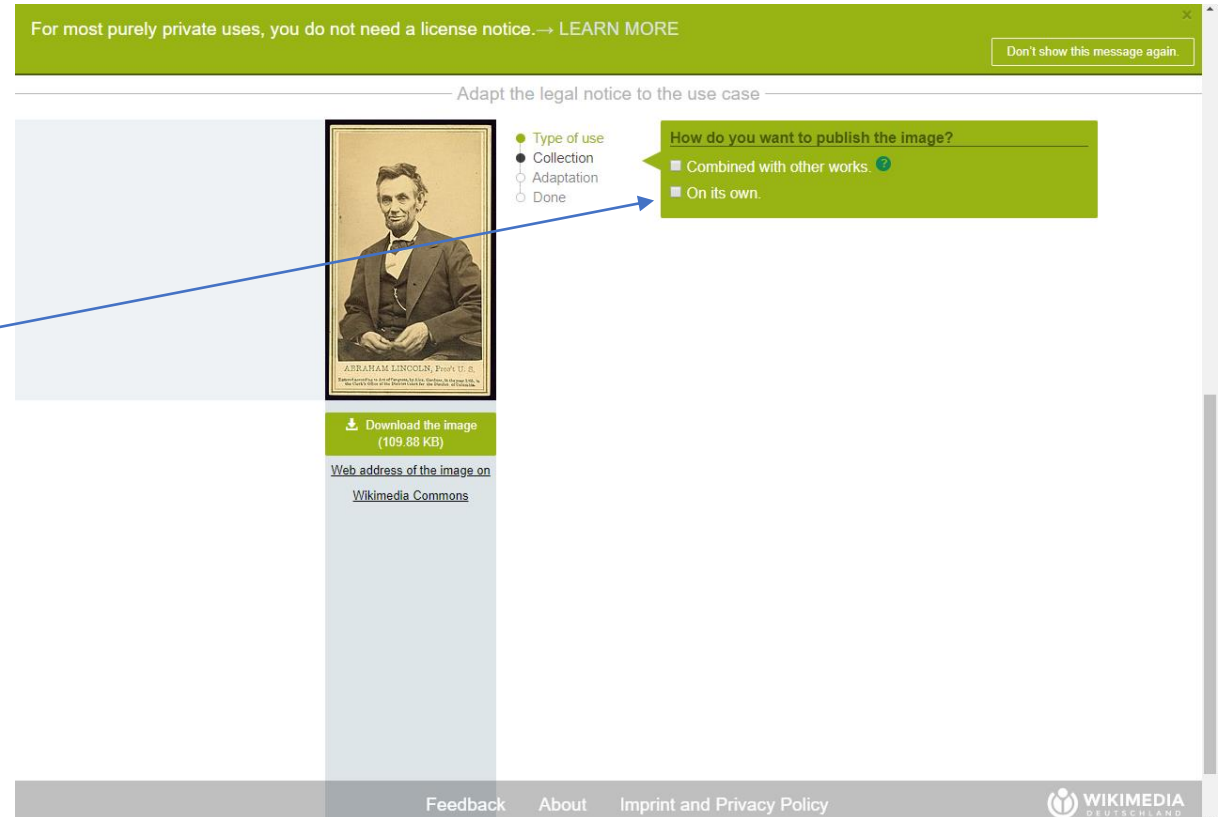 For most purely private uses, you do not need a license notice.→ LEARN MORE
×
Don't show this message again.
Adapt the legal notice to the use case
Type of use
Collection
Adaptation
Done
How do you want to publish the image?
Combined with other works. ?
On its own.
ABRAHAM LINCOLN, Pres't U. S.
Download the image
(109.88 KB)
Web address of the image on
Wikimedia Commons
Feedback About Imprint and Privacy Policy
WIKIMEDIA
DEUTSCHLAND